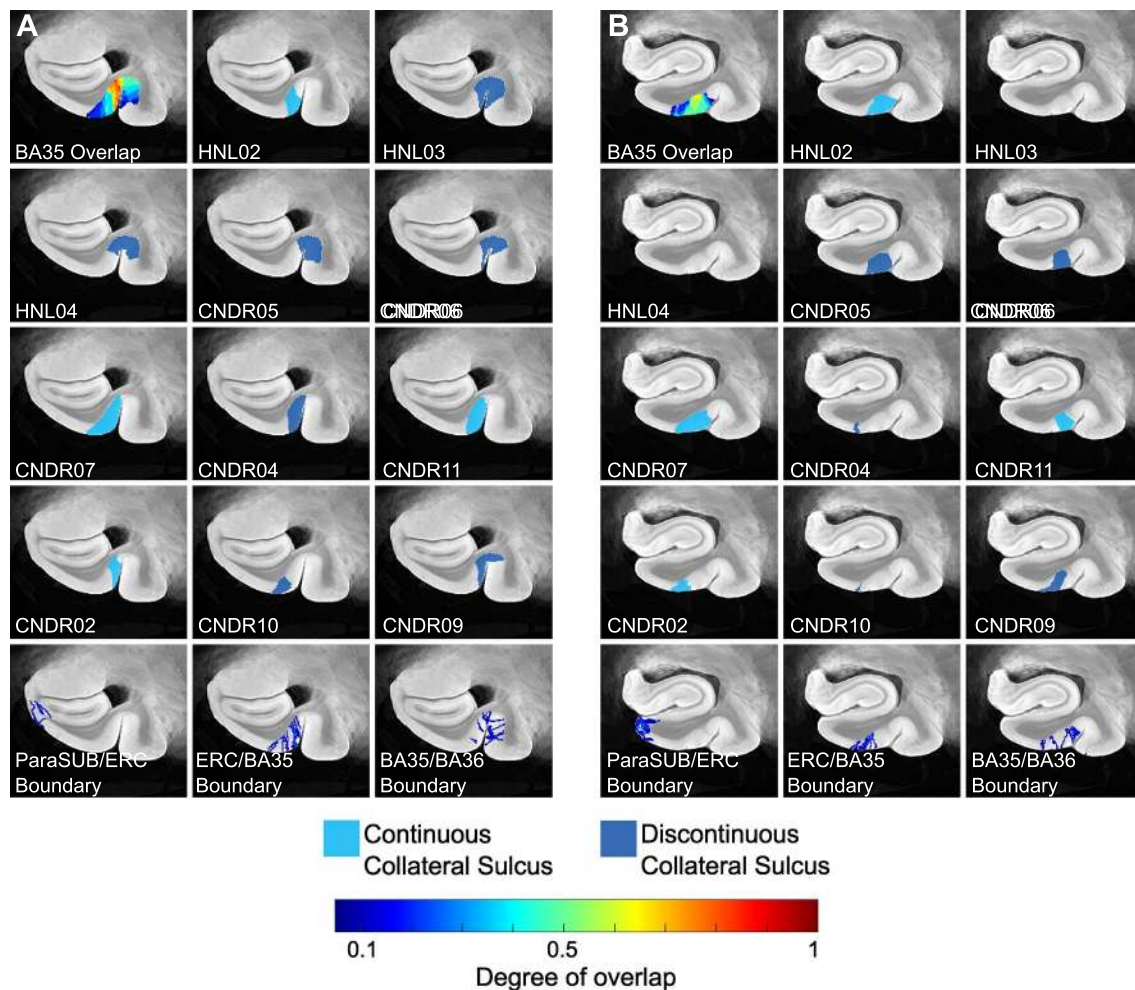 A
BA35 Overlap
HNL02
HNL03
HNL04
CNDR05
CNDR06
CNDR07
CNDR04
CNDR11
CNDR02
CNDR10
CNDR09
ParaSUB/ERC
Boundary
ERC/BA35
Boundary
BA35/BA36
Boundary
B
BA35 Overlap
HNL02
HNL03
HNL04
CNDR05
CNDR06
CNDR07
CNDR04
CNDR11
CNDR02
CNDR10
CNDR09
ParaSUB/ERC
Boundary
ERC/BA35
Boundary
BA35/BA36
Boundary
Continuous
Collateral Sulcus
Discontinuous
Collateral Sulcus
0.1 0.5 1
Degree of overlap